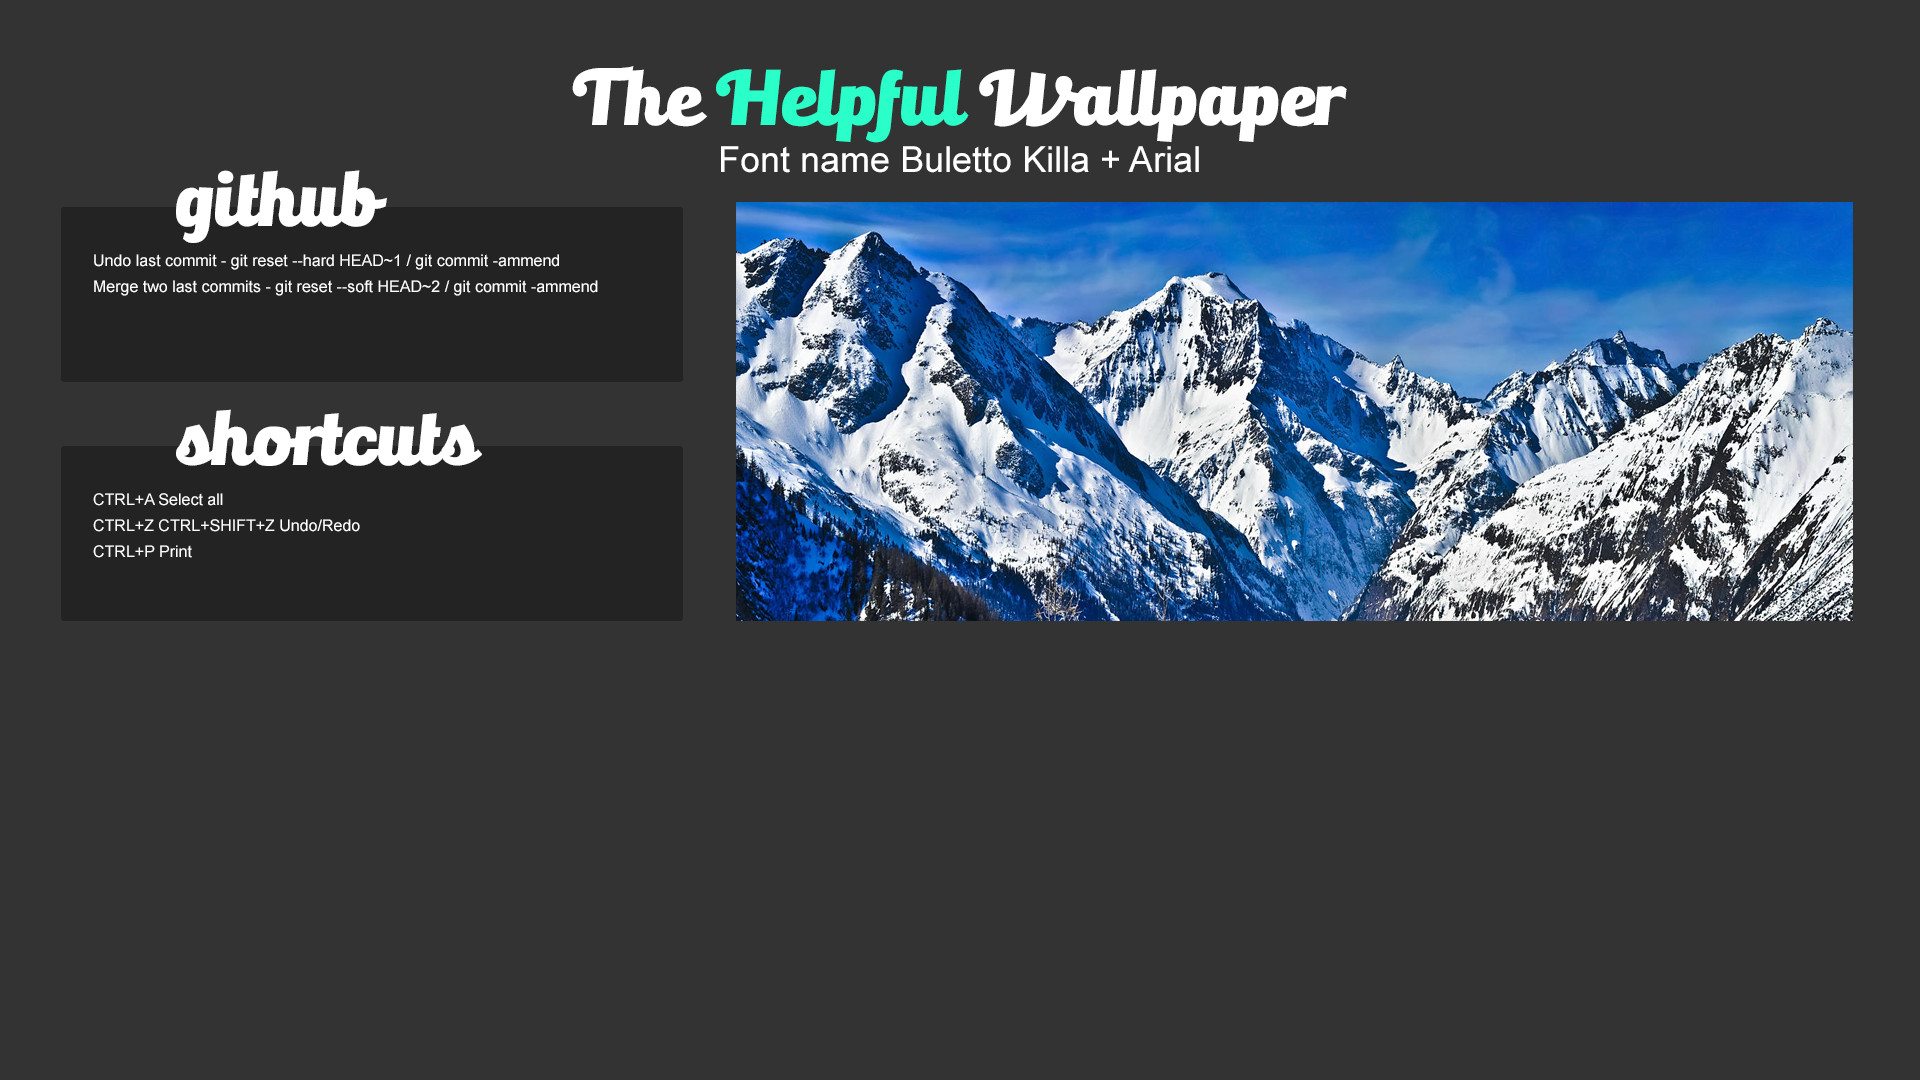 The Helpful Wallpaper
Font name Buletto Killa + Arial
github
Undo last commit - git reset --hard HEAD~1 / git commit -ammend
Merge two last commits - git reset --soft HEAD~2 / git commit -ammend
shortcuts
CTRL+A Select all
CTRL+Z CTRL+SHIFT+Z Undo/Redo
CTRL+P Print